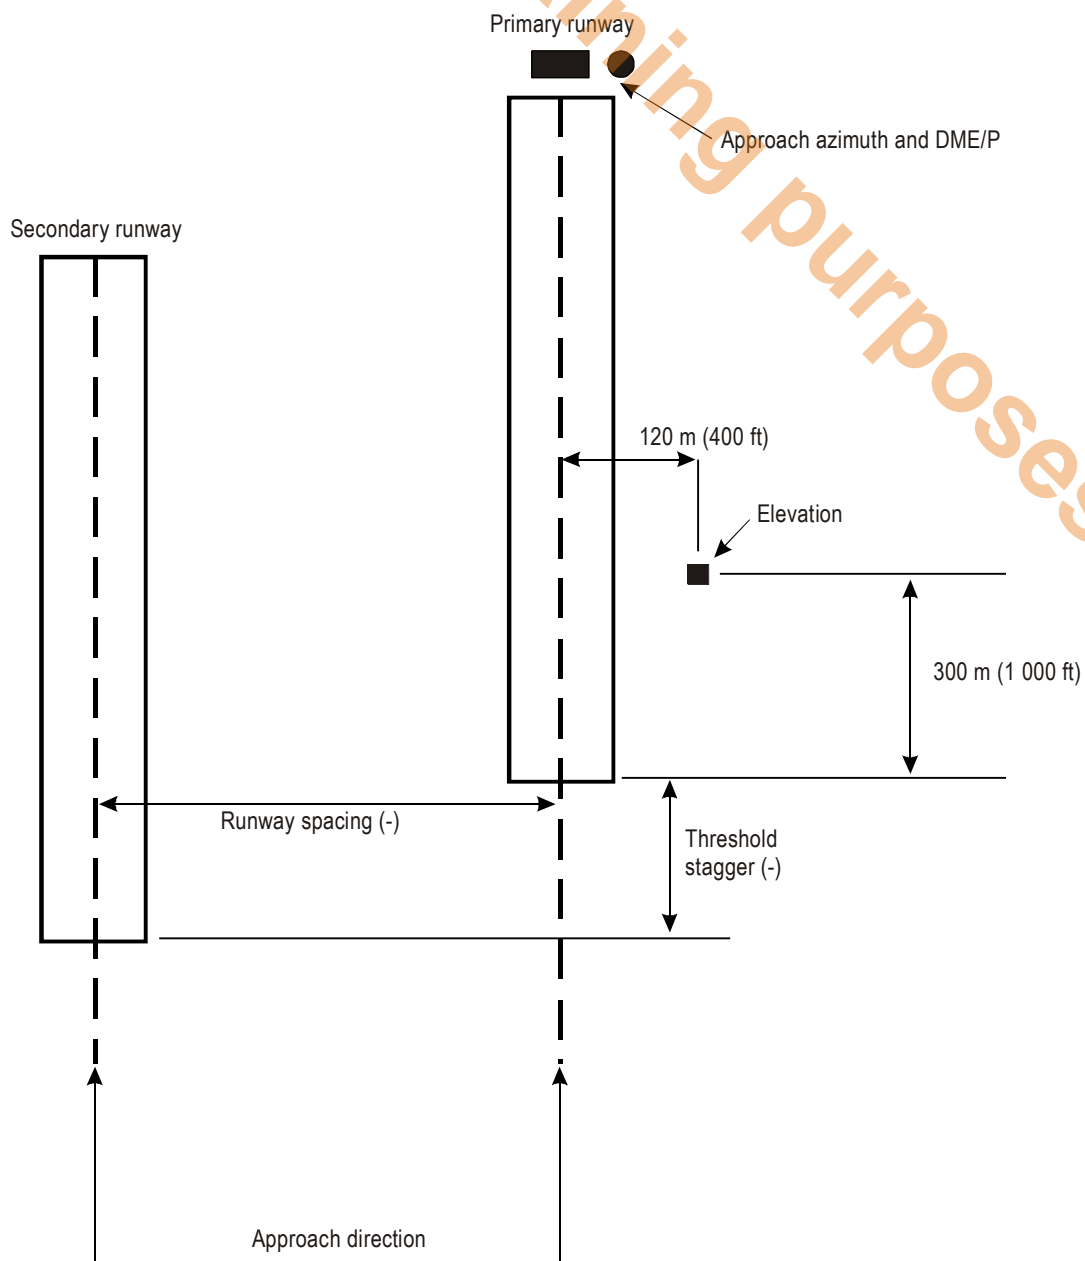 Primary runway
Approach azimuth and DME/P
Secondary runway
120 m (400 ft)
Elevation
300 m (1 000 ft)
Runway spacing (-)
Threshold
stagger (-)
Approach direction
purposes